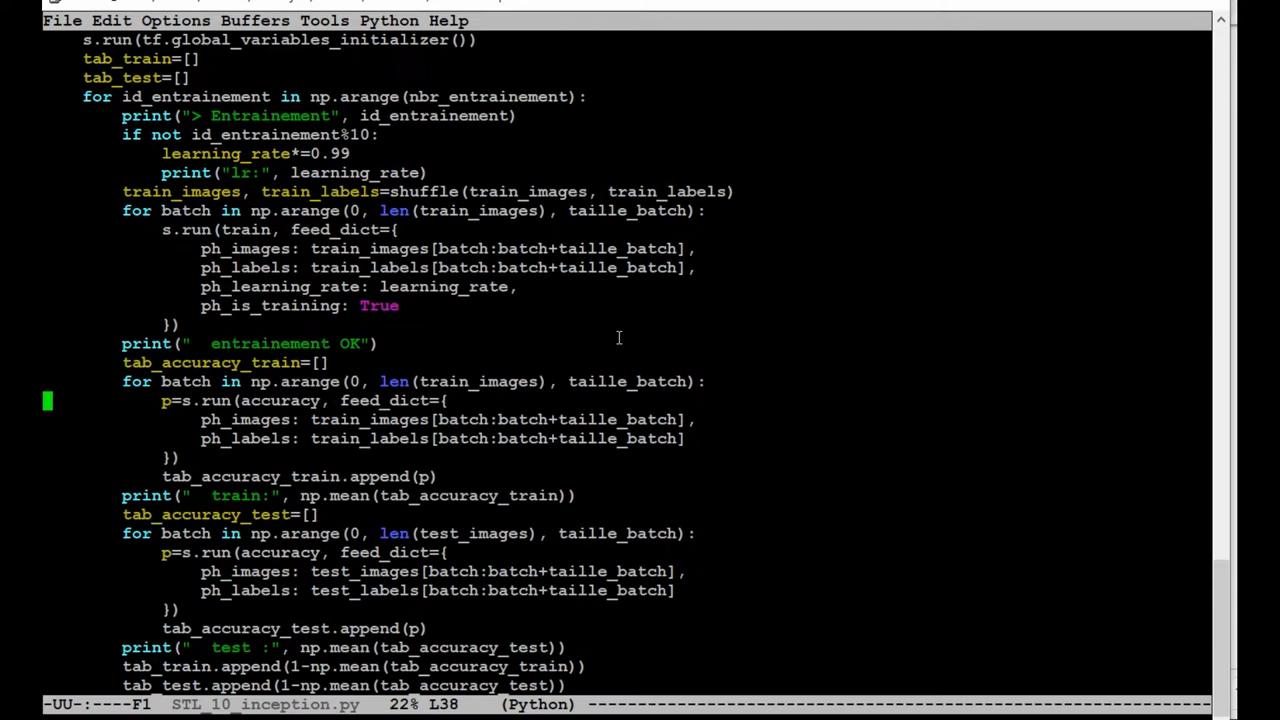 File Edit Options Buffers Tools Python Help
    s.run(tf.global_variables_initializer())
    tab_train=[]
    tab_test=[]
    for id_entrainement in np.arange(nbr_entrainement):
        print("> Entrainement", id_entrainement)
        if not id_entrainement%10:
            learning_rate*=0.99
            print("lr:", learning_rate)
        train_images, train_labels=shuffle(train_images, train_labels)
        for batch in np.arange(0, len(train_images), taille_batch):
            s.run(train, feed_dict={
                ph_images: train_images[batch:batch+taille_batch],
                ph_labels: train_labels[batch:batch+taille_batch],
                ph_learning_rate: learning_rate,
                ph_is_training: True
            })
        print("  entrainement OK")
        tab_accuracy_train=[]
        for batch in np.arange(0, len(train_images), taille_batch):
            p=s.run(accuracy, feed_dict={
                ph_images: train_images[batch:batch+taille_batch],
                ph_labels: train_labels[batch:batch+taille_batch]
            })
            tab_accuracy_train.append(p)
        print("  train:", np.mean(tab_accuracy_train))
        tab_accuracy_test=[]
        for batch in np.arange(0, len(test_images), taille_batch):
            p=s.run(accuracy, feed_dict={
                ph_images: test_images[batch:batch+taille_batch],
                ph_labels: test_labels[batch:batch+taille_batch]
            })
            tab_accuracy_test.append(p)
        print("  test :", np.mean(tab_accuracy_test))
        tab_train.append(1-np.mean(tab_accuracy_train))
        tab_test.append(1-np.mean(tab_accuracy_test))
-UU-:----F1  STL_10_inception.py   22% L38    (Python) ----------------------------------------------------------------